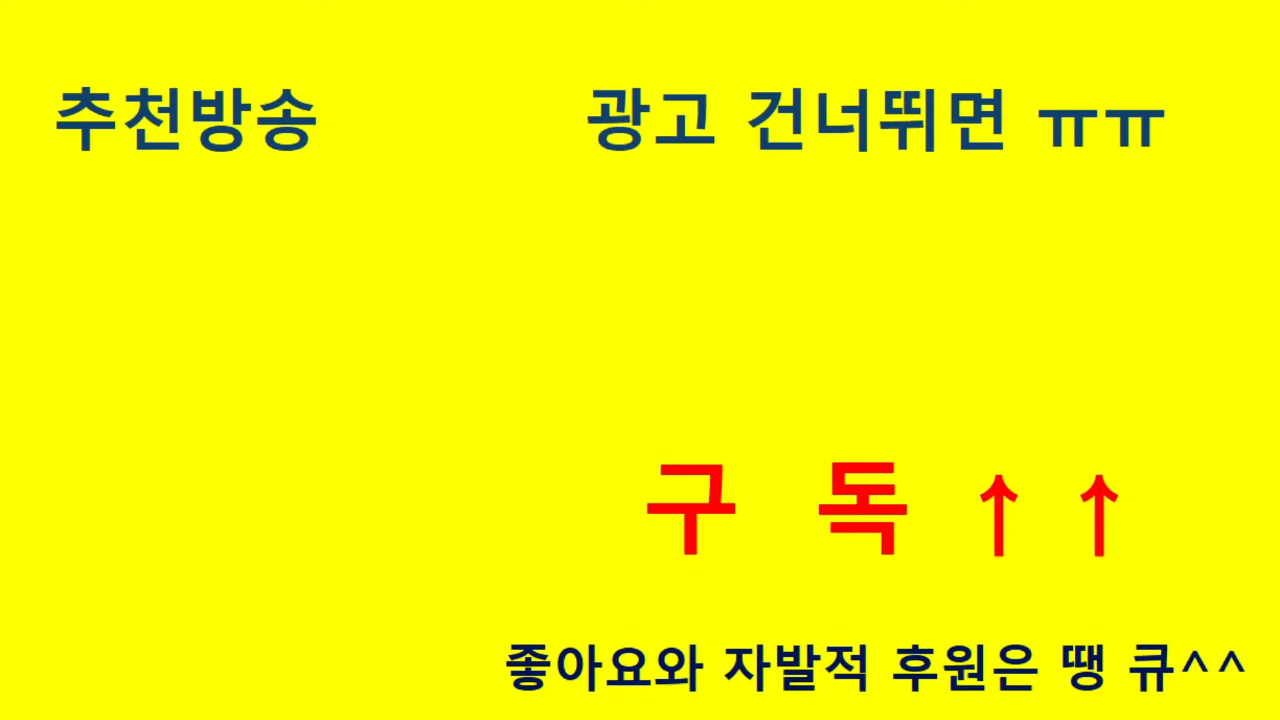 추천방송
광고 건너뛰면 ㅠㅠ
구 독 ↑ ↑
좋아요와 자발적 후원은 땡 큐^^